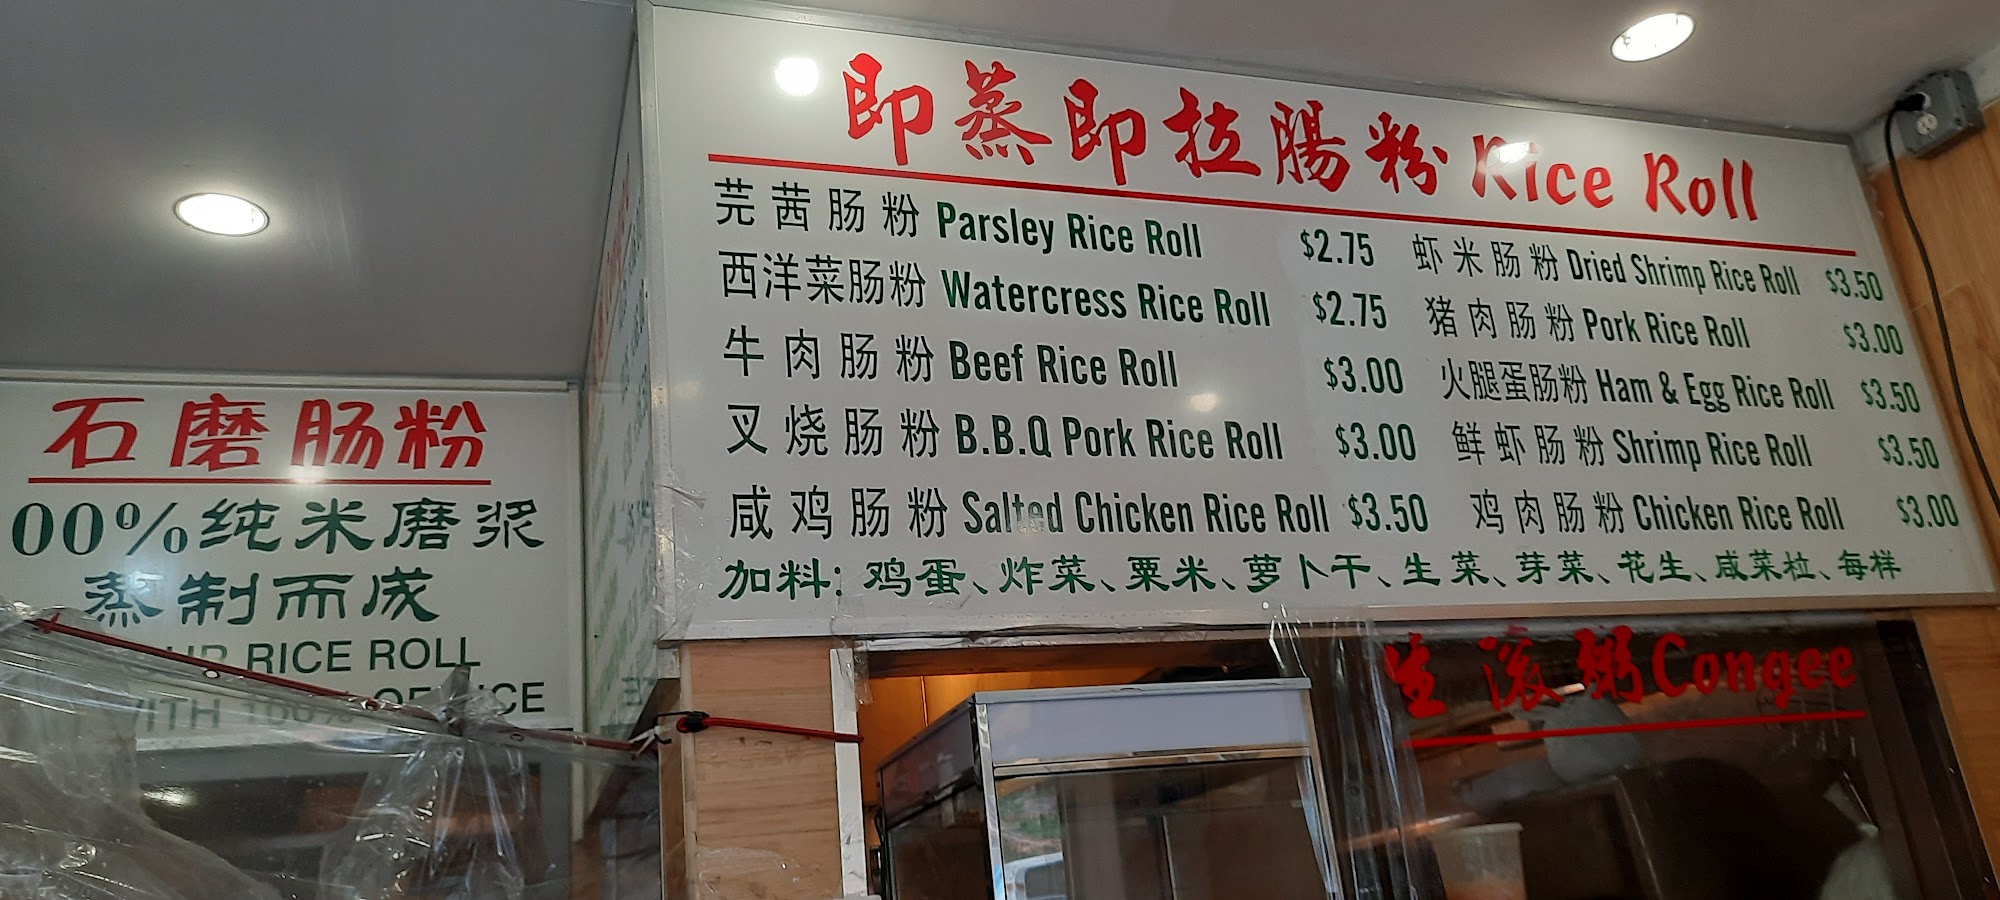 即蒸即拉腸粉 Rice Roll
芫茜肠粉 Parsley Rice Roll $2.75
西洋菜肠粉 Watercress Rice Roll $2.75
牛肉肠粉 Beef Rice Roll $3.00
叉烧肠粉 B.B.Q Pork Rice Roll $3.00
咸鸡肠粉 Salted Chicken Rice Roll $3.50
虾米肠粉 Dried Shrimp Rice Roll $3.50
猪肉肠粉 Pork Rice Roll $3.00
火腿蛋肠粉 Ham & Egg Rice Roll $3.50
鲜虾肠粉 Shrimp Rice Roll $3.50
鸡肉肠粉 Chicken Rice Roll $3.00
加料: 鸡蛋、炸菜、粟米、萝卜干、生菜、芽菜、花生、咸菜粒、每样
生滚粥 Congee
石磨肠粉
00%纯米磨浆
蒸制而成
RICE ROLL
WITH 100% OF RICE